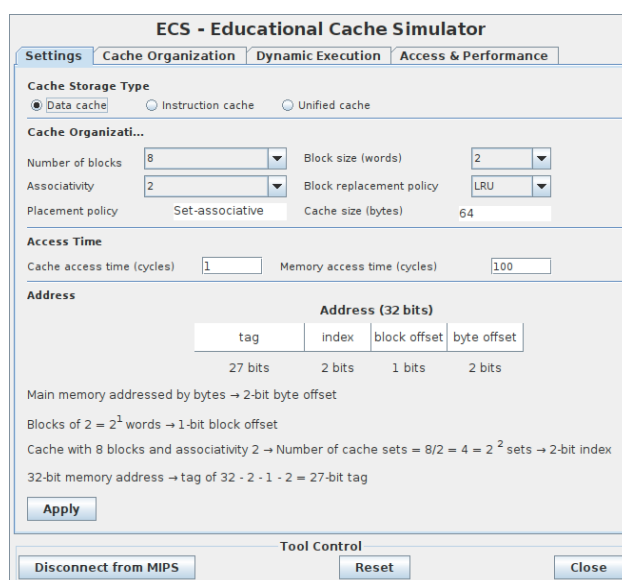 ECS - Educational Cache Simulator
Settings Cache Organization Dynamic Execution Access & Performance
Cache Storage Type
Data cache Instruction cache Unified cache
Cache Organizati...
Number of blocks 8 Block size (words) 2
Associativity 2 Block replacement policy LRU
Placement policy Set-associative Cache size (bytes) 64
Access Time
Cache access time (cycles) 1 Memory access time (cycles) 100
Address
Address (32 bits)
tag index block offset byte offset
27 bits 2 bits 1 bits 2 bits
Main memory addressed by bytes → 2-bit byte offset
Blocks of 2 = 2¹ words → 1-bit block offset
Cache with 8 blocks and associativity 2 → Number of cache sets = 8/2 = 4 = 2 ² sets → 2-bit index
32-bit memory address → tag of 32 - 2 - 1 - 2 = 27-bit tag
Apply
Tool Control
Disconnect from MIPS Reset Close